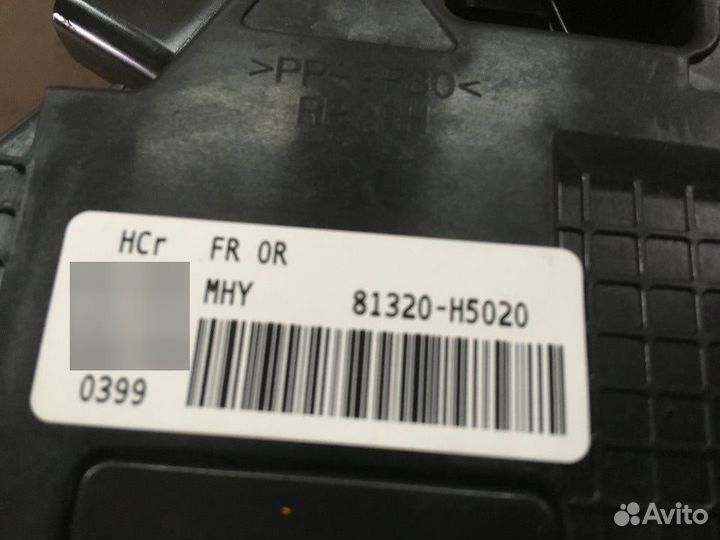 HCr FR OR
MHY 81320-H5020
0399
Avito